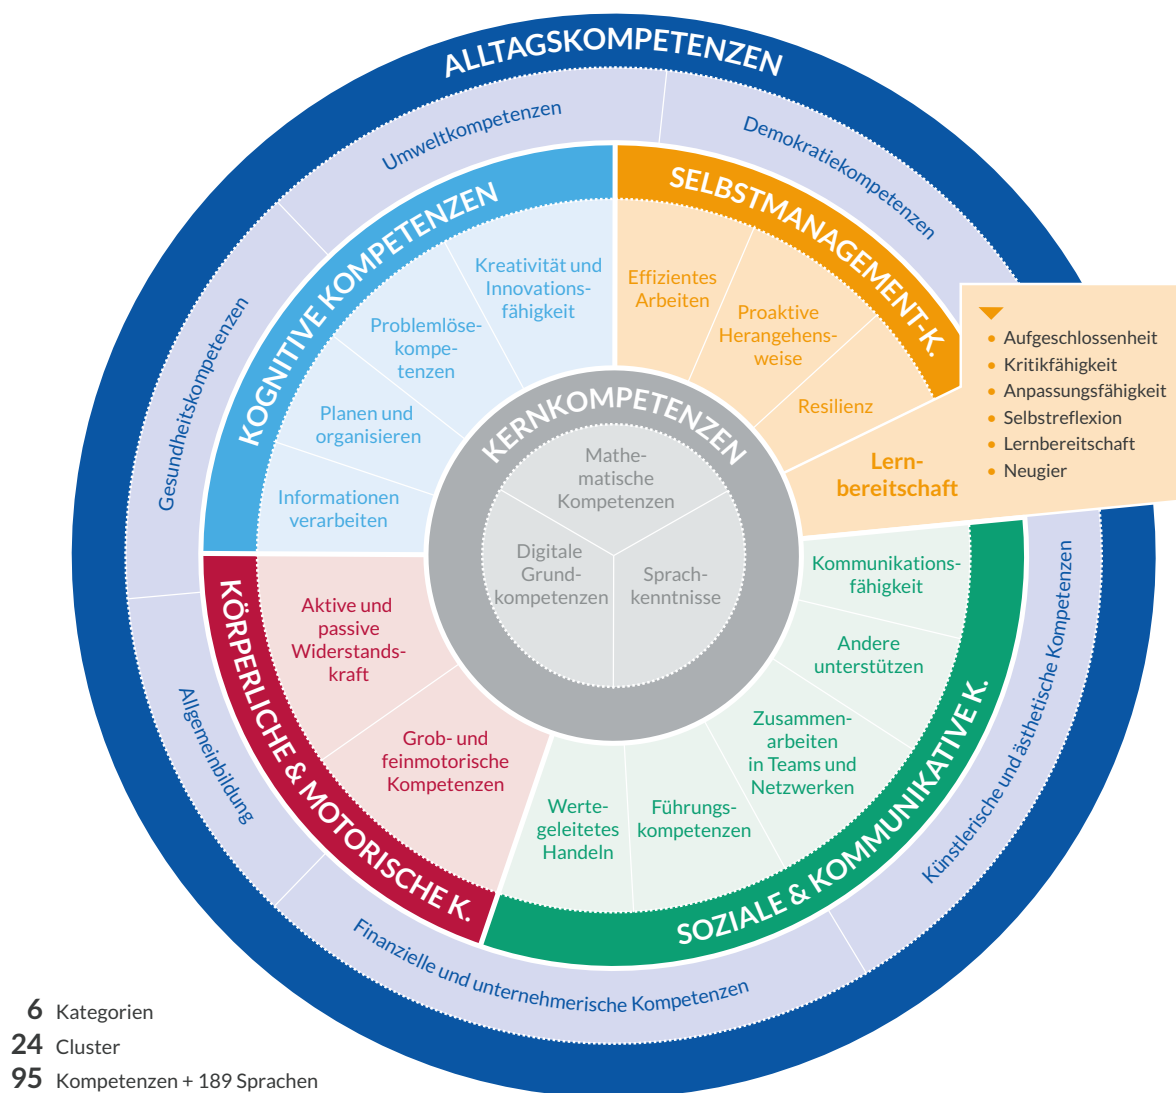 ALLTAGSKOMPETENZEN
Umweltkompetenzen
Demokratiekompetenzen
Gesundheitskompetenzen
KOGNITIVE KOMPETENZEN
SELBSTMANAGEMENT-K.
Kreativität und
Innovations-
fähigkeit
Problemlöse-
kompe-
tenzen
Planen und
organisieren
Informationen
verarbeiten
Effizientes
Arbeiten
Proaktive
Herangehens-
weise
Resilienz
Lern-
bereitschaft
• Aufgeschlossenheit
• Kritikfähigkeit
• Anpassungsfähigkeit
• Selbstreflexion
• Lernbereitschaft
• Neugier
KERNKOMPETENZEN
Mathe-
matische
Kompetenzen
Digitale
Grund-
kompetenzen
Sprach-
kenntnisse
KÖRPERLICHE & MOTORISCHE K.
Aktive und
passive
Widerstands-
kraft
Grob- und
feinmotorische
Kompetenzen
Kommunikations-
fähigkeit
Andere
unterstützen
Zusammen-
arbeiten
in Teams und
Netzwerken
Führungs-
kompetenzen
Werte-
geleitetes
Handeln
SOZIALE & KOMMUNIKATIVE K.
Künstlerische und ästhetische Kompetenzen
Allgemeinbildung
Finanzielle und unternehmerische Kompetenzen
6 Kategorien
24 Cluster
95 Kompetenzen + 189 Sprachen